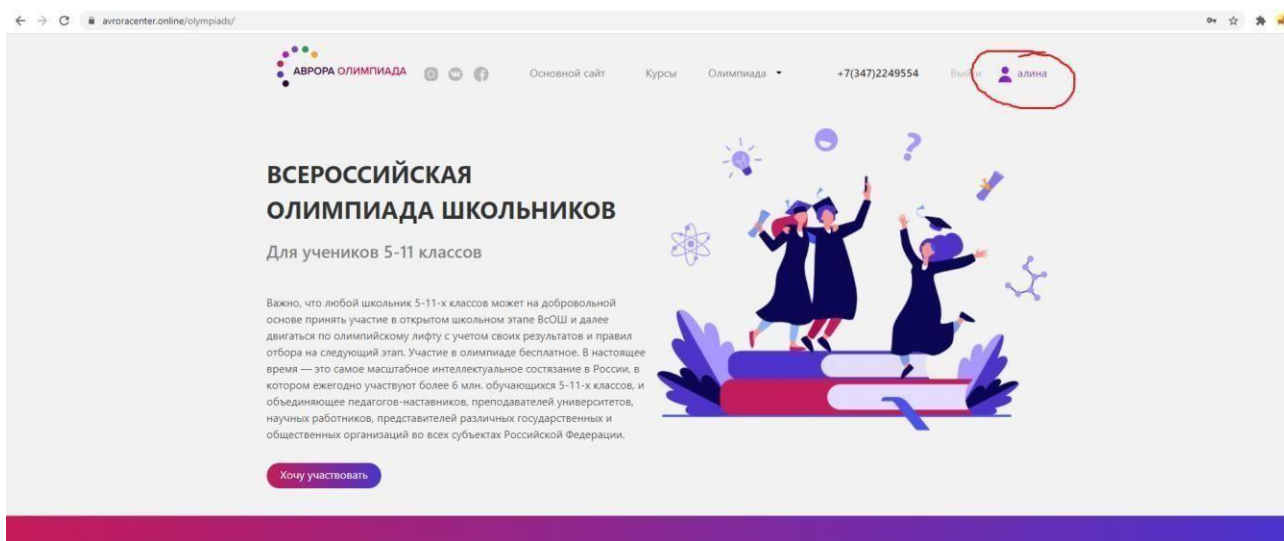 avroracenter.online/olympiads/
АВРОРА ОЛИМПИАДА
Основной сайт Курсы Олимпиада +7(347)2249554 Выйти алина
ВСЕРОССИЙСКАЯ
ОЛИМПИАДА ШКОЛЬНИКОВ
Для учеников 5-11 классов
Важно, что любой школьник 5-11-х классов может на добровольной
основе принять участие в открытом школьном этапе ВсОШ и далее
двигаться по олимпийскому лифту с учетом своих результатов и правил
отбора на следующий этап. Участие в олимпиаде бесплатное. В настоящее
время — это самое масштабное интеллектуальное состязание в России, в
котором ежегодно участвуют более 6 млн. обучающихся 5-11-х классов, и
объединяющее педагогов-наставников, преподавателей университетов,
научных работников, представителей различных государственных и
общественных организаций во всех субъектах Российской Федерации.
Хочу участвовать